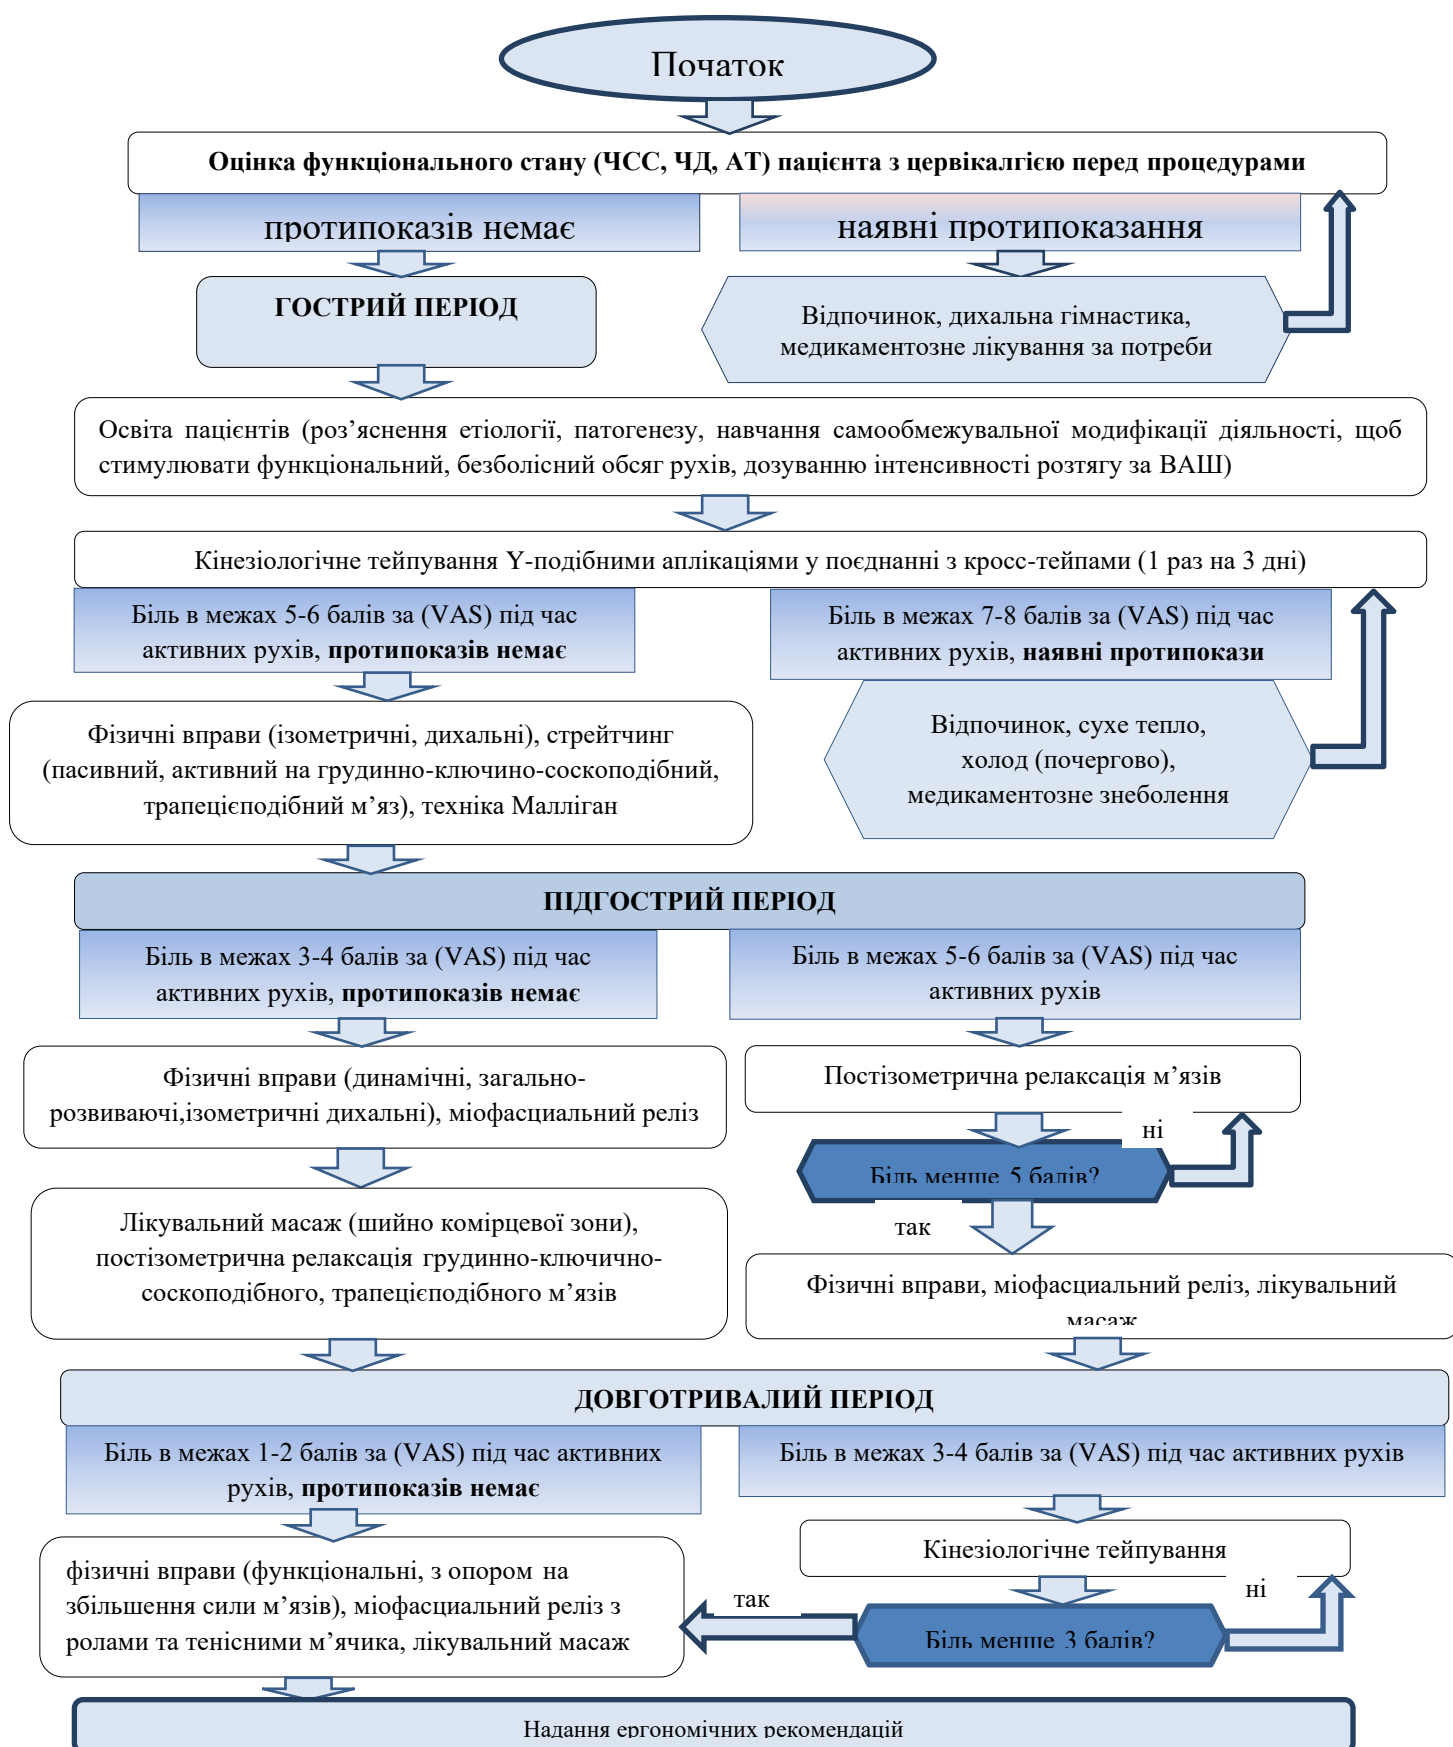 Початок
Оцінка функціонального стану (ЧСС, ЧД, АТ) пацієнта з цервікалгією перед процедурами
протипоказів немає
наявні протипоказання
ГОСТРИЙ ПЕРІОД
Відпочинок, дихальна гімнастика,
медикаментозне лікування за потреби
Освіта пацієнтів (роз’яснення етіології, патогенезу, навчання самообмежувальної модифікації діяльності, щоб
стимулювати функціональний, безболісний обсяг рухів, дозуванню інтенсивності розтягу за ВАШ)
Кінезіологічне тейпування Y-подібними аплікаціями у поєднанні з кросс-тейпами (1 раз на 3 дні)
Біль в межах 5-6 балів за (VAS) під час
активних рухів, протипоказів немає
Біль в межах 7-8 балів за (VAS) під час
активних рухів, наявні протипокази
Фізичні вправи (ізометричні, дихальні), стрейтчинг
(пасивний, активний на грудинно-ключино-соскоподібний,
трапецієподібний м’яз), техніка Малліган
Відпочинок, сухе тепло,
холод (почергово),
медикаментозне знеболення
ПІДГОСТРИЙ ПЕРІОД
Біль в межах 3-4 балів за (VAS) під час
активних рухів, протипоказів немає
Біль в межах 5-6 балів за (VAS) під час
активних рухів
Фізичні вправи (динамічні, загально-
розвиваючі,ізометричні дихальні), міофасциальний реліз
Постізометрична релаксація м’язів
ні
Біль менше 5 балів?
так
Лікувальний масаж (шийно комірцевої зони),
постізометрична релаксація грудинно-ключично-
соскоподібного, трапецієподібного м’язів
Фізичні вправи, міофасциальний реліз, лікувальний
масаж
ДОВГОТРИВАЛИЙ ПЕРІОД
Біль в межах 1-2 балів за (VAS) під час активних
рухів, протипоказів немає
Біль в межах 3-4 балів за (VAS) під час активних рухів
Кінезіологічне тейпування
ні
Біль менше 3 балів?
так
фізичні вправи (функціональні, з опором на
збільшення сили м’язів), міофасциальний реліз з
ролами та тенісними м’ячика, лікувальний масаж
Надання ергономічних рекомендацій